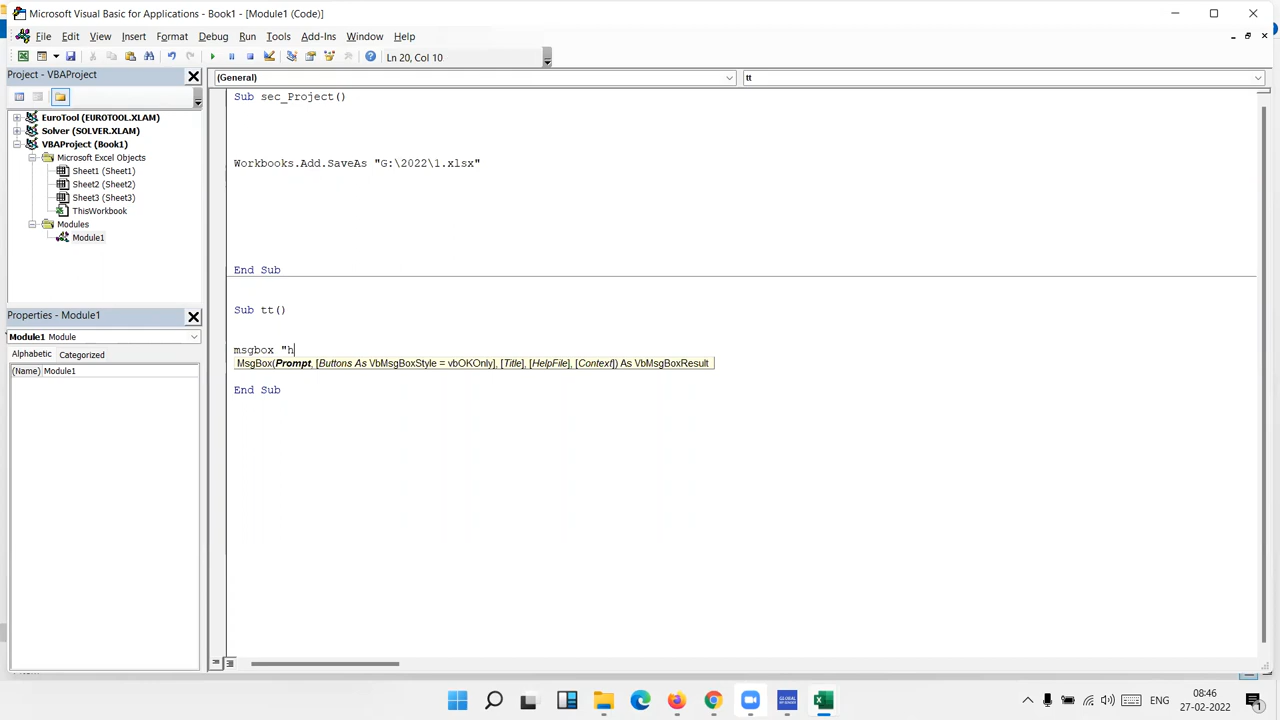 Microsoft Visual Basic for Applications - Book1 - [Module1 (Code)]
File Edit View Insert Format Debug Run Tools Add-Ins Window Help
Ln 20, Col 10
Project - VBAProject
(General)
tt
EuroTool (EUROTOOL.XLAM)
Solver (SOLVER.XLAM)
VBAProject (Book1)
Microsoft Excel Objects
Sheet1 (Sheet1)
Sheet2 (Sheet2)
Sheet3 (Sheet3)
ThisWorkbook
Modules
Module1
Properties - Module1
Module1 Module
Alphabetic Categorized
(Name) Module1
Sub sec_Project()
Workbooks.Add.SaveAs "G:\2022\1.xlsx"
End Sub
Sub tt()
msgbox "h
MsgBox(Prompt, [Buttons As VbMsgBoxStyle = vbOKOnly], [Title], [HelpFile], [Context]) As VbMsgBoxResult
End Sub
GLOBAL
ENG
08:46
27-02-2022
1